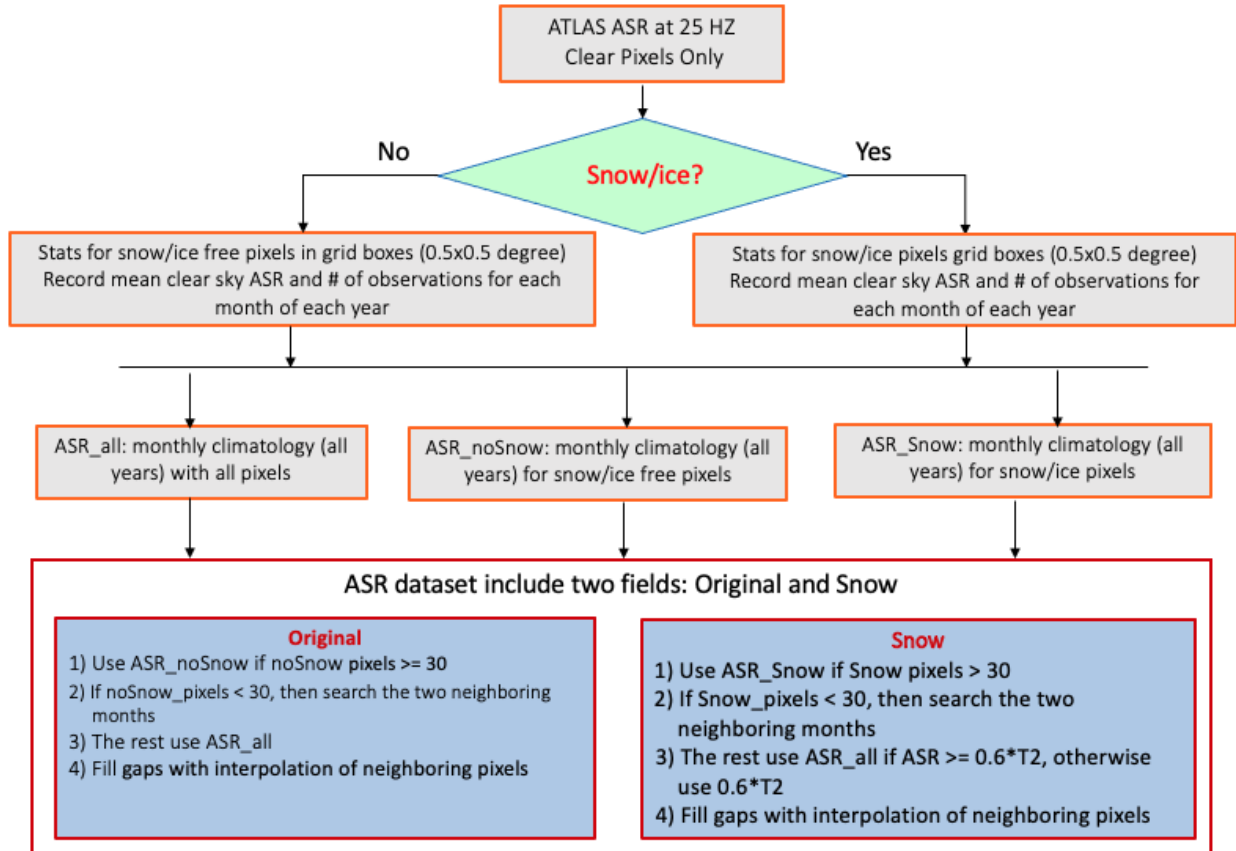 ATLAS ASR at 25 HZ
Clear Pixels Only
No
Yes
Snow/ice?
Stats for snow/ice free pixels in grid boxes (0.5x0.5 degree)
Record mean clear sky ASR and # of observations for each
month of each year
Stats for snow/ice pixels grid boxes (0.5x0.5 degree)
Record mean clear sky ASR and # of observations for
each month of each year
ASR_all: monthly climatology (all
years) with all pixels
ASR_noSnow: monthly climatology (all
years) for snow/ice free pixels
ASR_Snow: monthly climatology (all
years) for snow/ice pixels
ASR dataset include two fields: Original and Snow
Original
1) Use ASR_noSnow if noSnow pixels >= 30
2) If noSnow_pixels < 30, then search the two neighboring
months
3) The rest use ASR_all
4) Fill gaps with interpolation of neighboring pixels
Snow
1) Use ASR_Snow if Snow pixels > 30
2) If Snow_pixels < 30, then search the two
neighboring months
3) The rest use ASR_all if ASR >= 0.6*T2, otherwise
use 0.6*T2
4) Fill gaps with interpolation of neighboring pixels